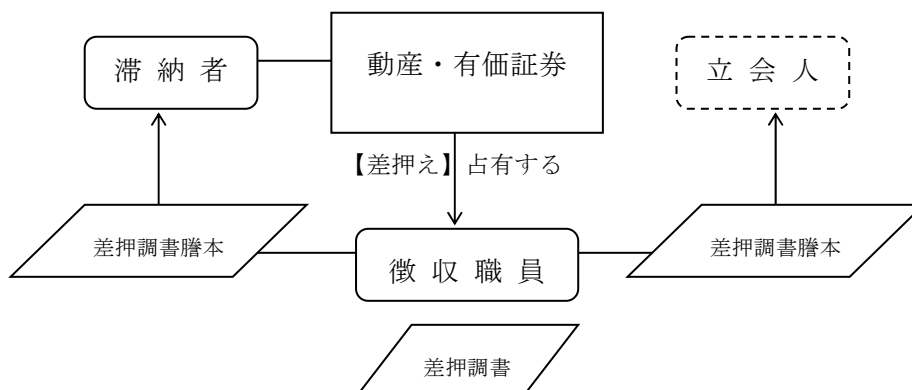 滞 納 者
動産・有価証券
立 会 人
【差押え】占有する
差押調書謄本
徴 収 職 員
差押調書謄本
差押調書